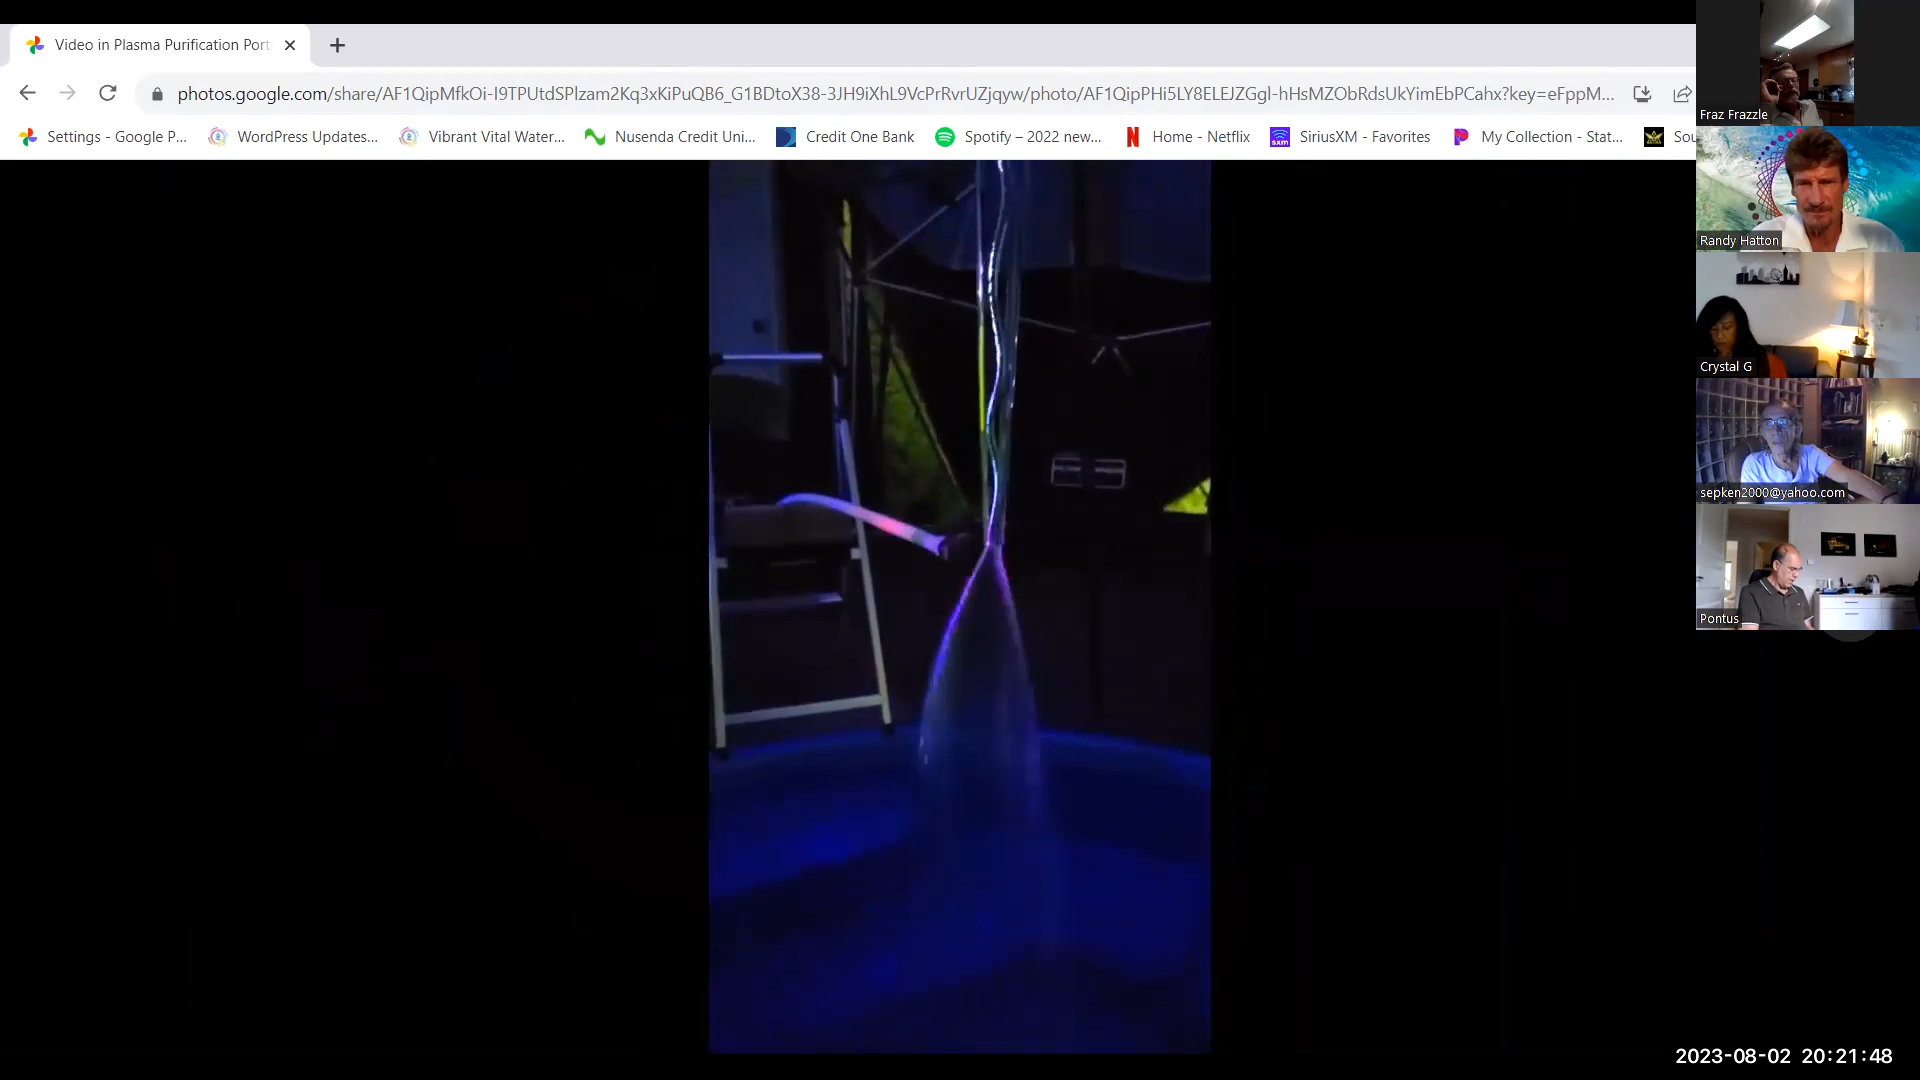 Video in Plasma Purification Port
photos.google.com/share/AF1QipMfkOi-I9TPUtdSPlzam2Kq3xKiPuQB6_G1BDtoX38-3JH9iXhL9VcPrRvrUZjqyw/photo/AF1QipPHi5LY8ELEJZGgl-hHsMZObRdsUkYimEbPCahx?key=eFppM...
Settings - Google P... WordPress Updates... Vibrant Vital Water... Nusenda Credit Uni... Credit One Bank Spotify – 2022 new... Home - Netflix SiriusXM - Favorites My Collection - Stat... Sou
Fraz Frazzle
Randy Hatton
Crystal G
sepken2000@yahoo.com
Pontus
2023-08-02 20:21:48